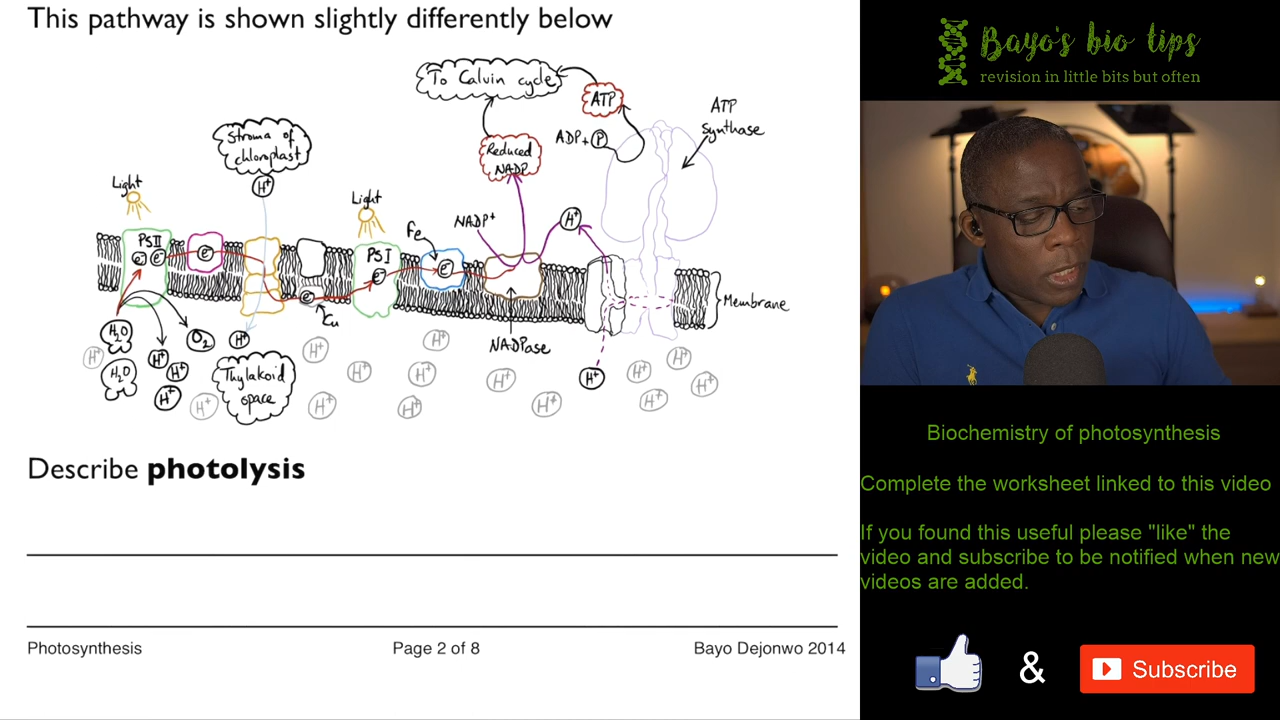 This pathway is shown slightly differently below
To Calvin cycle
ATP
ATP
synthase
ADP+ P
Stroma of
chloroplast
Reduced
NADP
H+
Light
Light
NADP+
H+
Fe
PSII
e-
e-
e-
PSI
e-
e-
Membrane
e-
Cu
H2O
O2
H+
NADPase
H+
H+
H+
H+
H2O
H+
H+
H+
Thylakoid
space
H+
H+
H+
H+
H+
H+
H+
H+
H+
H+
H+
Describe photolysis
Photosynthesis
Page 2 of 8
Bayo Dejonwo 2014
Bayo's bio tips
revision in little bits but often
Biochemistry of photosynthesis
Complete the worksheet linked to this video
If you found this useful please "like" the
video and subscribe to be notified when new
videos are added.
&
Subscribe